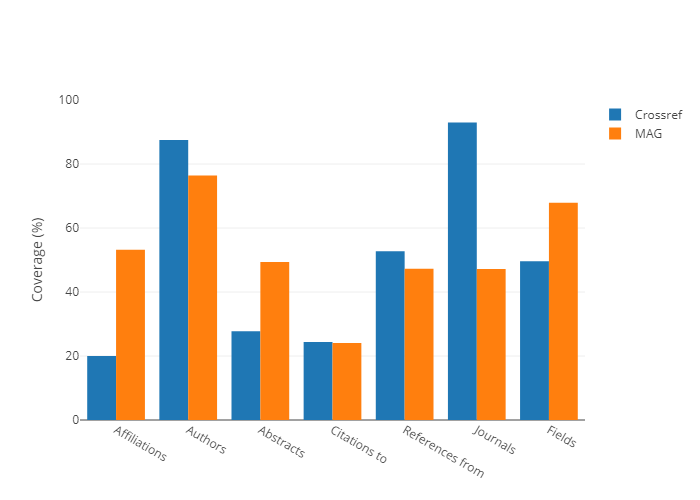 100
80
60
40
20
0
Coverage (%)
Affiliations
Authors
Abstracts
Citations to
References from
Journals
Fields
Crossref
MAG